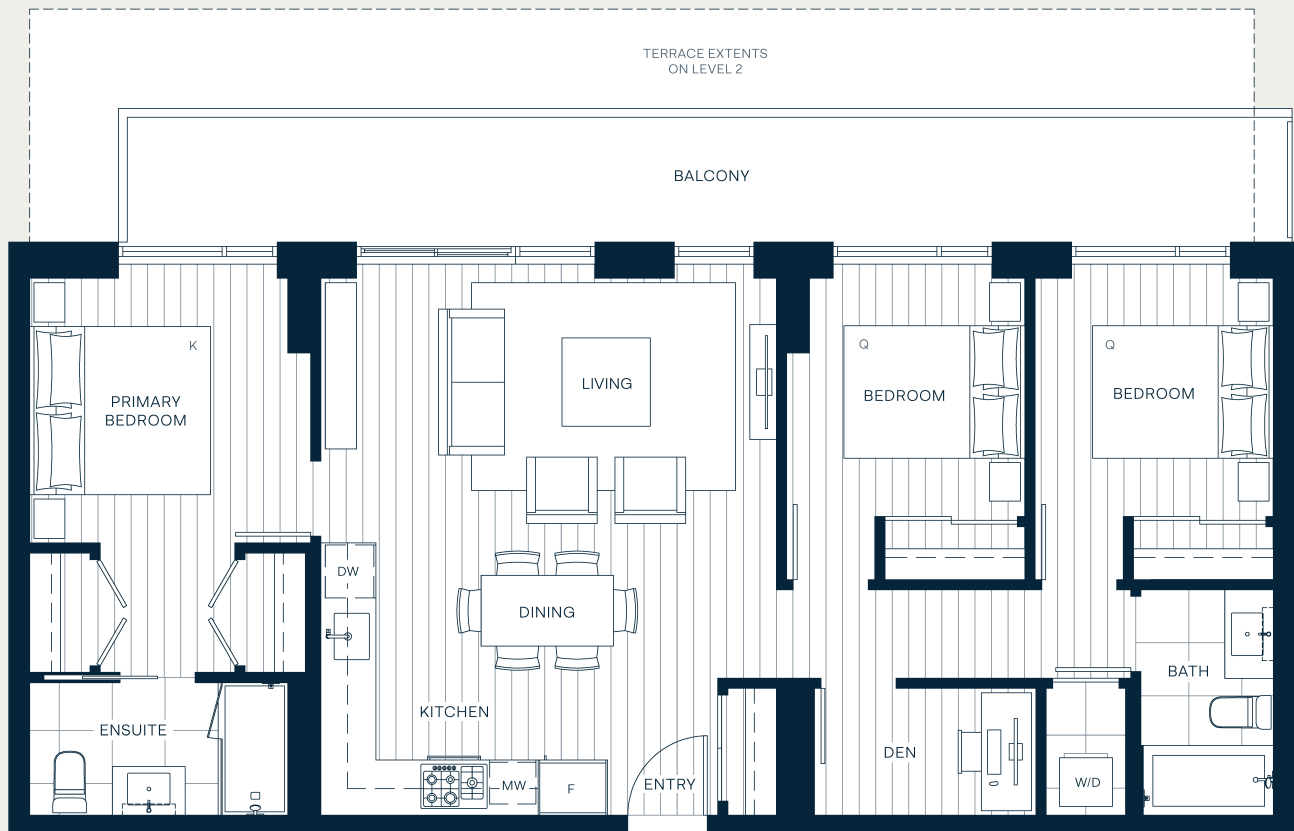 TERRACE EXTENTS
ON LEVEL 2
BALCONY
K
PRIMARY
BEDROOM
LIVING
Q
BEDROOM
Q
BEDROOM
DW
DINING
KITCHEN
ENSUITE
MW
F
ENTRY
DEN
BATH
W/D